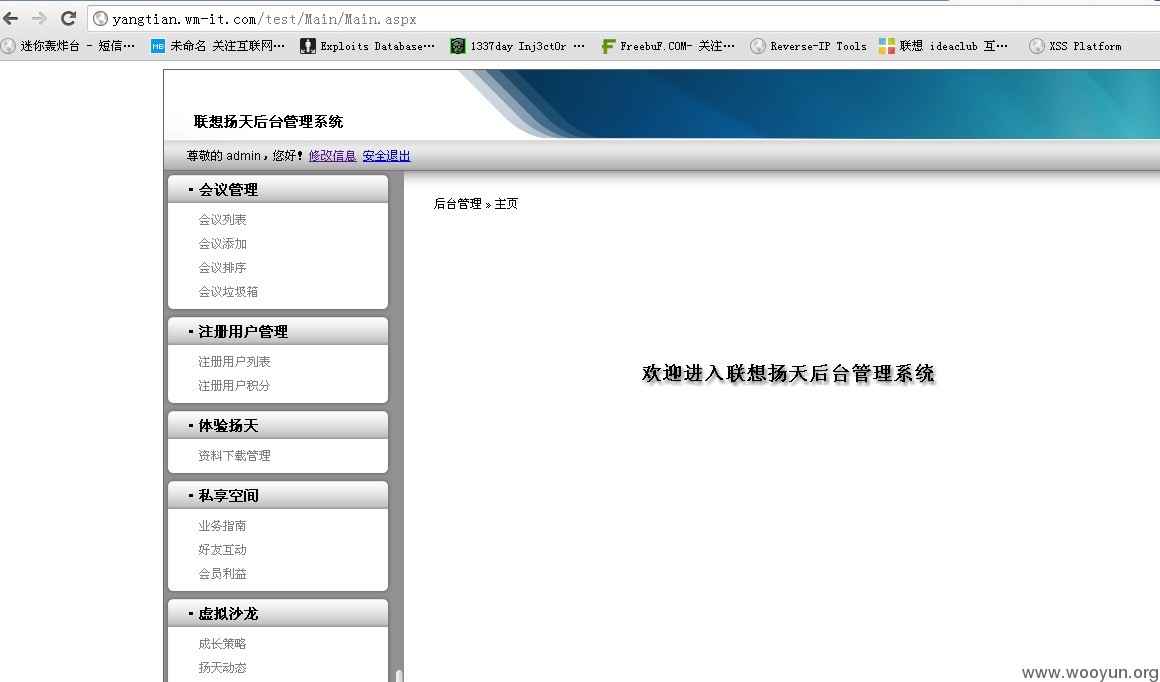 yangtian.wm-it.com/test/Main/Main.aspx
迷你轰炸台 - 短信… 未命名 关注互联网… Exploits Database… 1337day Inj3ct0r … FreebuF.COM- 关注… Reverse-IP Tools 联想 ideaclub 互… XSS Platform
联想扬天后台管理系统
尊敬的 admin，您好！ 修改信息 安全退出
· 会议管理
会议列表
会议添加
会议排序
会议垃圾箱
· 注册用户管理
注册用户列表
注册用户积分
· 体验扬天
资料下载管理
· 私享空间
业务指南
好友互动
会员利益
· 虚拟沙龙
成长策略
扬天动态
后台管理 » 主页
欢迎进入联想扬天后台管理系统
www.wooyun.org